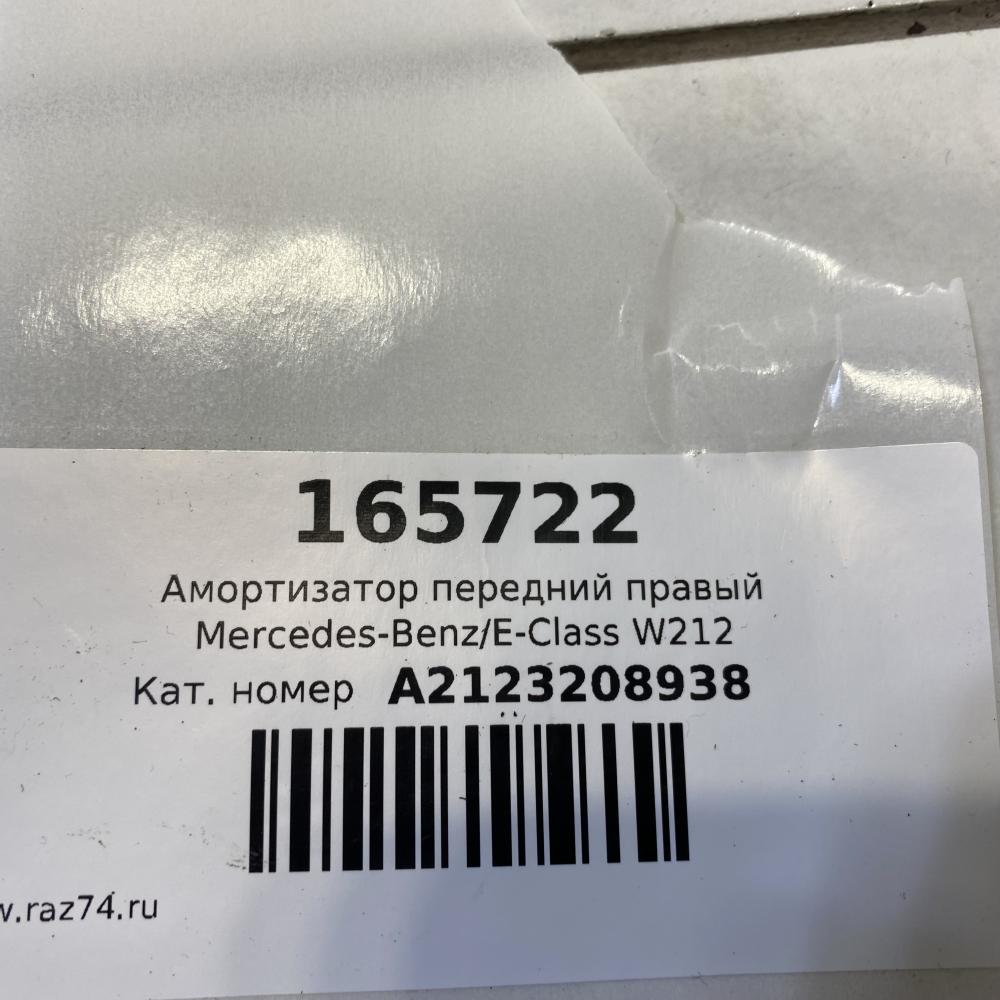 165722
Амортизатор передний правый
Mercedes-Benz/E-Class W212
Кат. номер A2123208938
w.raz74.ru